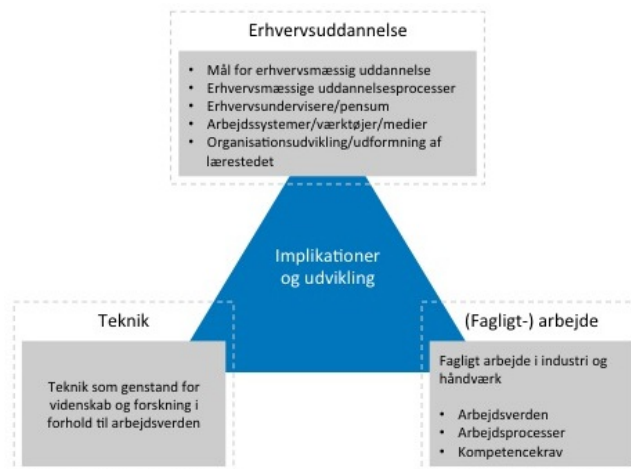 Erhvervsuddannelse
• Mål for erhvervsmæssig uddannelse
• Erhvervsmæssige uddannelsesprocesser
• Erhvervsundervisere/pensum
• Arbejdssystemer/værktøjer/medier
• Organisationsudvikling/udformning af
lærestedet
Implikationer
og udvikling
Teknik
Teknik som genstand for
videnskab og forskning i
forhold til arbejdsverden
(Fagligt-) arbejde
Fagligt arbejde i industri og
håndværk
• Arbejdsverden
• Arbejdsprocesser
• Kompetencekrav